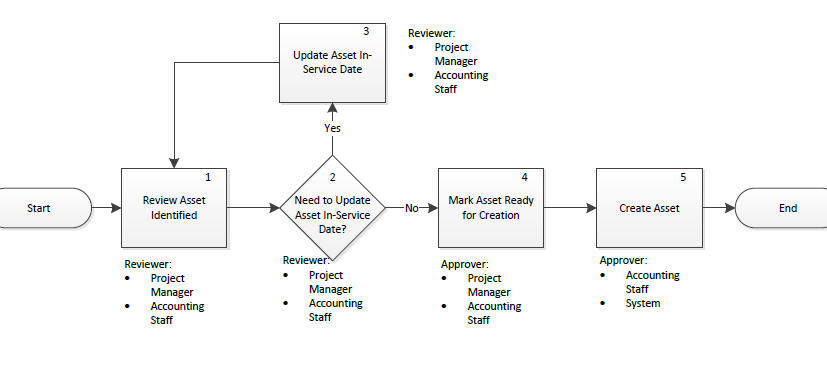 3
Update Asset In-
Service Date
Reviewer:
• Project
Manager
• Accounting
Staff
Yes
Start
1
Review Asset
Identified
2
Need to Update
Asset In-Service
Date?
No
4
Mark Asset Ready
for Creation
5
Create Asset
End
Reviewer:
• Project
Manager
• Accounting
Staff
Reviewer:
• Project
Manager
• Accounting
Staff
Approver:
• Project
Manager
• Accounting
Staff
Approver:
• Accounting
Staff
• System